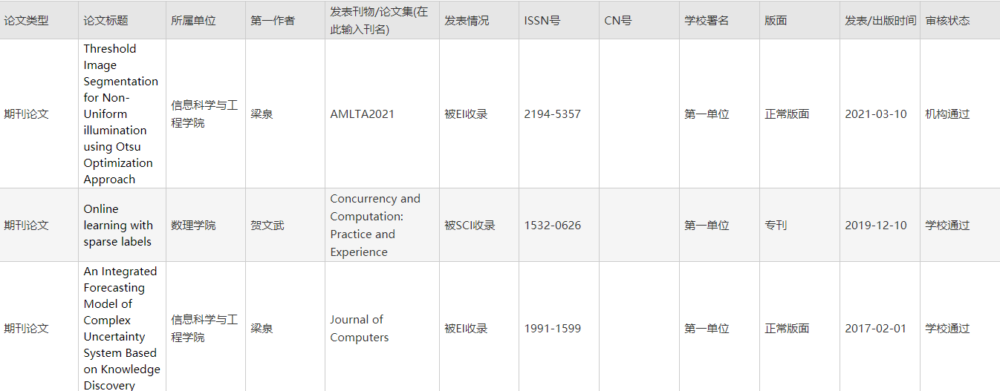 论文类型
论文标题
所属单位
第一作者
发表刊物/论文集(在
此输入刊名)
发表情况
ISSN号
CN号
学校署名
版面
发表/出版时间
审核状态
期刊论文
Threshold
Image
Segmentation
for Non-
Uniform
illumination
using Otsu
Optimization
Approach
信息科学与工
程学院
梁泉
AMLTA2021
被EI收录
2194-5357
第一单位
正常版面
2021-03-10
机构通过
期刊论文
Online
learning with
sparse labels
数理学院
贺文武
Concurrency and
Computation:
Practice and
Experience
被SCI收录
1532-0626
第一单位
专刊
2019-12-10
学校通过
期刊论文
An Integrated
Forecasting
Model of
Complex
Uncertainty
System Based
on Knowledge
Discovery
信息科学与工
程学院
梁泉
Journal of
Computers
被EI收录
1991-1599
第一单位
正常版面
2017-02-01
学校通过